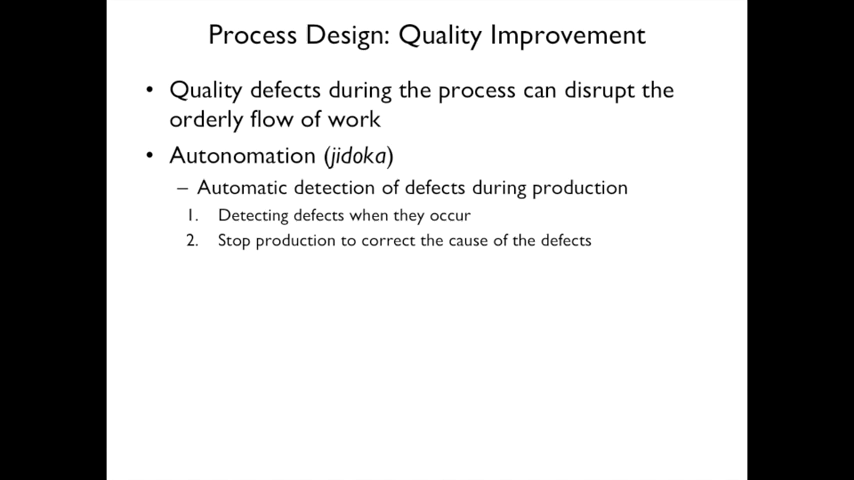 Process Design: Quality Improvement
• Quality defects during the process can disrupt the
orderly flow of work
• Autonomation (jidoka)
– Automatic detection of defects during production
1. Detecting defects when they occur
2. Stop production to correct the cause of the defects